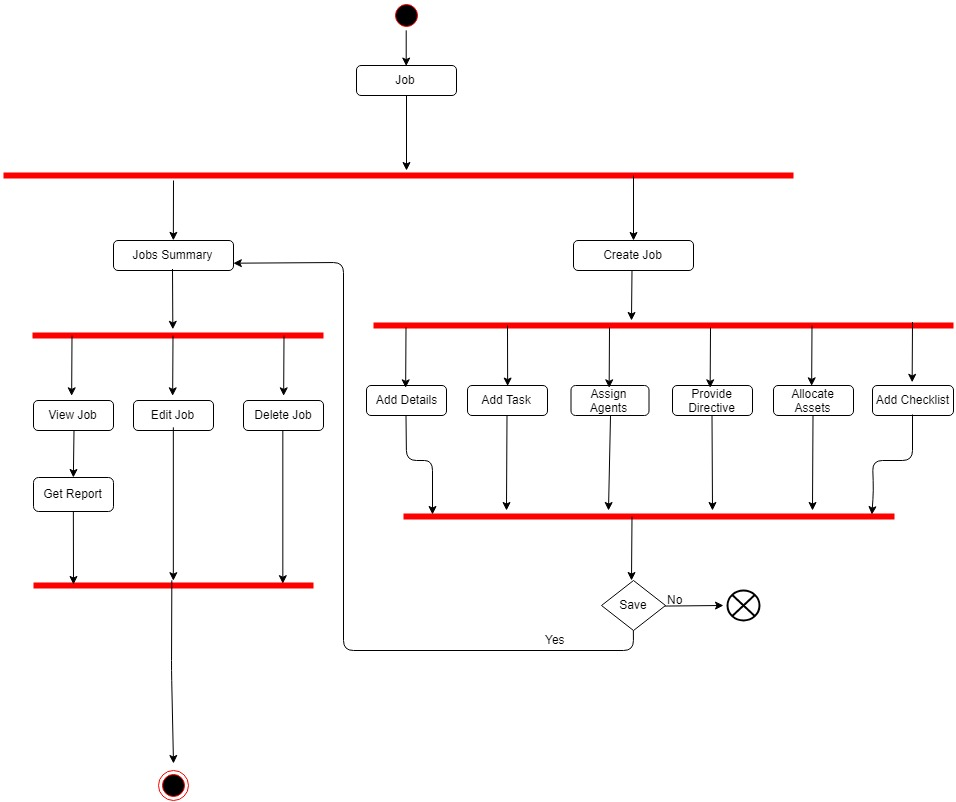 Job
Jobs Summary
Create Job
View Job
Edit Job
Delete Job
Get Report
Add Details
Add Task
Assign
Agents
Provide
Directive
Allocate
Assets
Add Checklist
Save
No
Yes